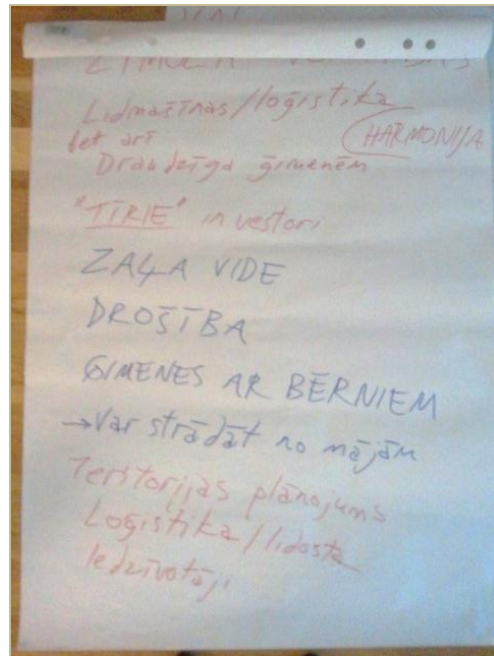 Lidmašīnas/loģistika
bet arī
HARMONIJA
Draudzīga ģimenēm
"TĪRIE" investori
ZAĻA VIDE
DROŠĪBA
ĢIMENES AR BĒRNIEM
→Var strādāt no mājām
Teritorijas plānojums
Loģistika/lidosta
Iedzīvotāji